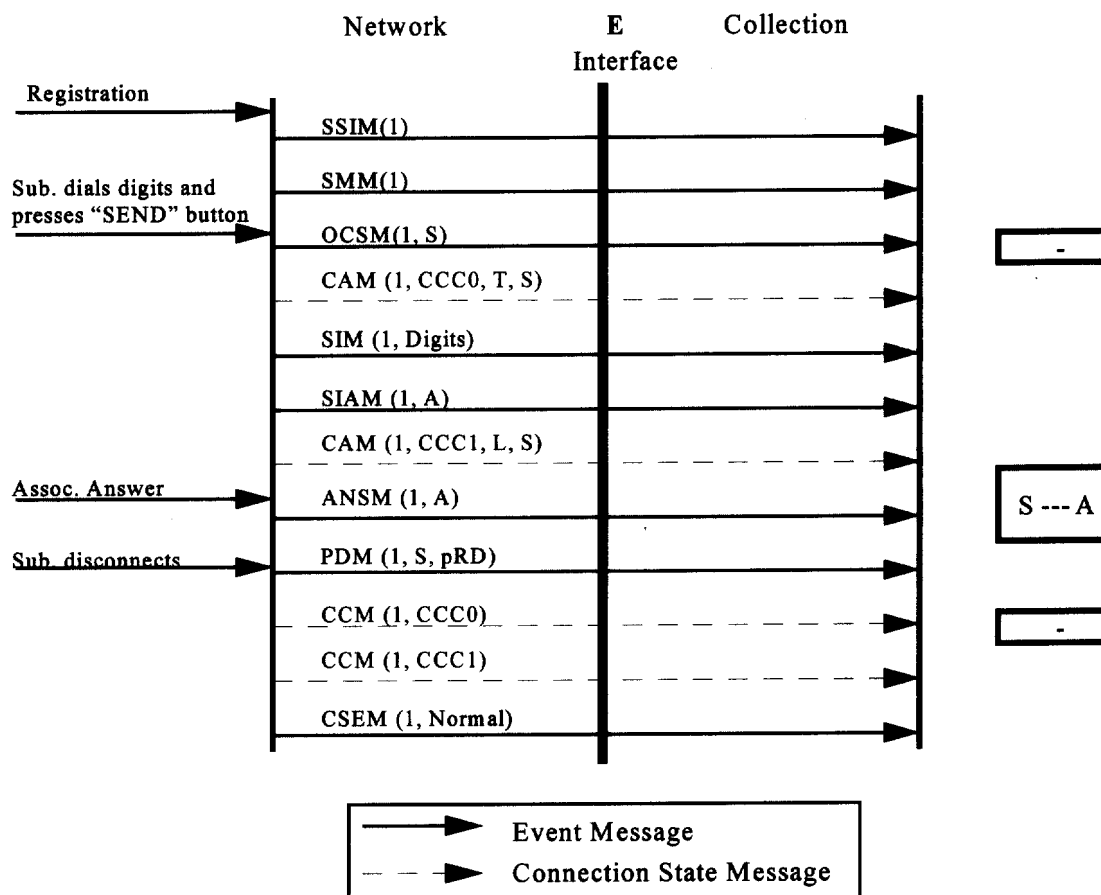 Network E Collection
Interface
Registration
SSIM(1)
SMM(1)
Sub. dials digits and
presses “SEND” button
OCSM(1, S)
-
CAM (1, CCC0, T, S)
SIM (1, Digits)
SIAM (1, A)
CAM (1, CCC1, L, S)
Assoc. Answer
ANSM (1, A)
S --- A
Sub. disconnects
PDM (1, S, pRD)
CCM (1, CCC0)
-
CCM (1, CCC1)
CSEM (1, Normal)
Event Message
Connection State Message